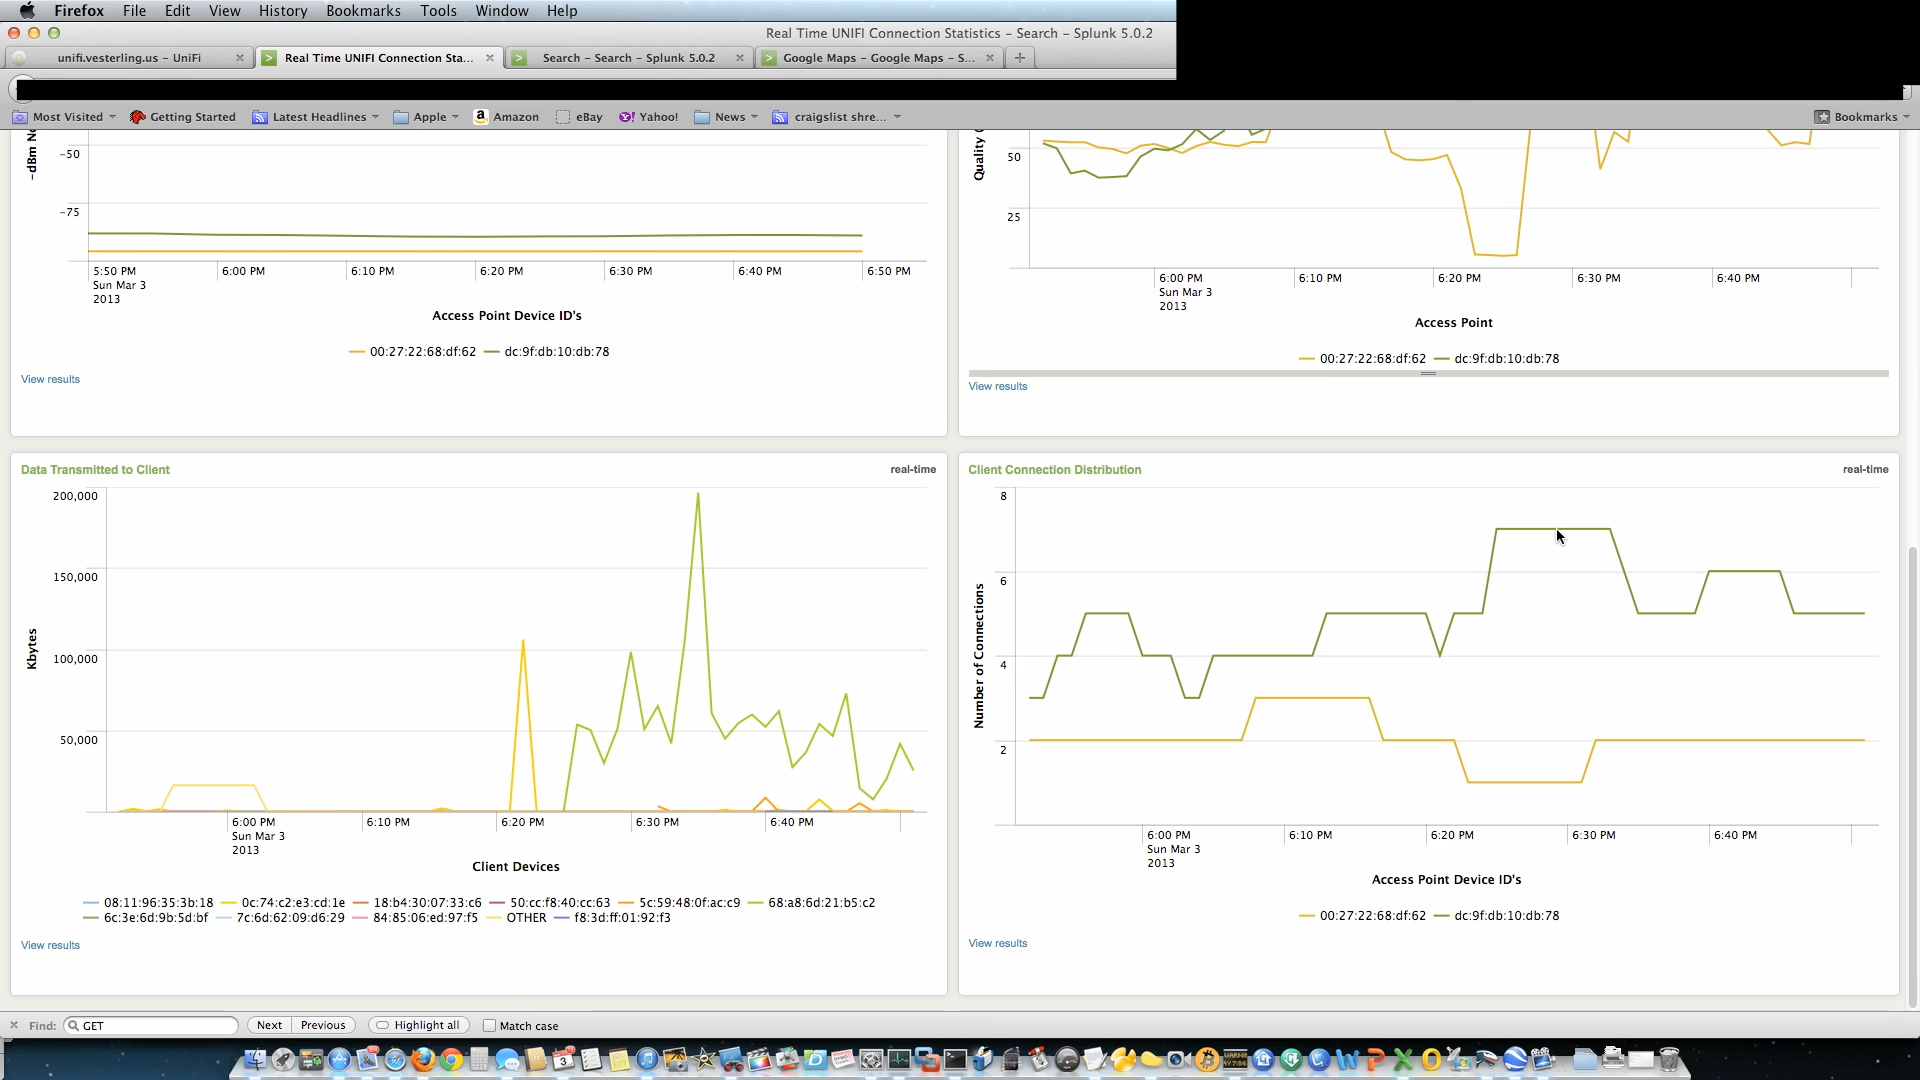 Firefox File Edit View History Bookmarks Tools Window Help
Real Time UNIFI Connection Statistics – Search – Splunk 5.0.2
unifi.vesterling.us – UniFi
Real Time UNIFI Connection Sta...
Search – Search – Splunk 5.0.2
Google Maps – Google Maps – S...
Most Visited Getting Started Latest Headlines Apple Amazon eBay Yahoo! News craigslist shre... Bookmarks
-dBm
-50
-75
5:50 PM 6:00 PM 6:10 PM 6:20 PM 6:30 PM 6:40 PM 6:50 PM
Sun Mar 3
2013
Access Point Device ID's
00:27:22:68:df:62 dc:9f:db:10:db:78
View results
Quality
50
25
6:00 PM 6:10 PM 6:20 PM 6:30 PM 6:40 PM
Sun Mar 3
2013
Access Point
00:27:22:68:df:62 dc:9f:db:10:db:78
View results
Data Transmitted to Client real-time
200,000
150,000
100,000
50,000
Kbytes
6:00 PM 6:10 PM 6:20 PM 6:30 PM 6:40 PM
Sun Mar 3
2013
Client Devices
08:11:96:35:3b:18 0c:74:c2:e3:cd:1e 18:b4:30:07:33:c6 50:cc:f8:40:cc:63 5c:59:48:0f:ac:c9 68:a8:6d:21:b5:c2
6c:3e:6d:9b:5d:bf 7c:6d:62:09:d6:29 84:85:06:ed:97:f5 OTHER f8:3d:ff:01:92:f3
View results
Client Connection Distribution real-time
8
6
4
2
Number of Connections
6:00 PM 6:10 PM 6:20 PM 6:30 PM 6:40 PM
Sun Mar 3
2013
Access Point Device ID's
00:27:22:68:df:62 dc:9f:db:10:db:78
View results
Find: GET Next Previous Highlight all Match case